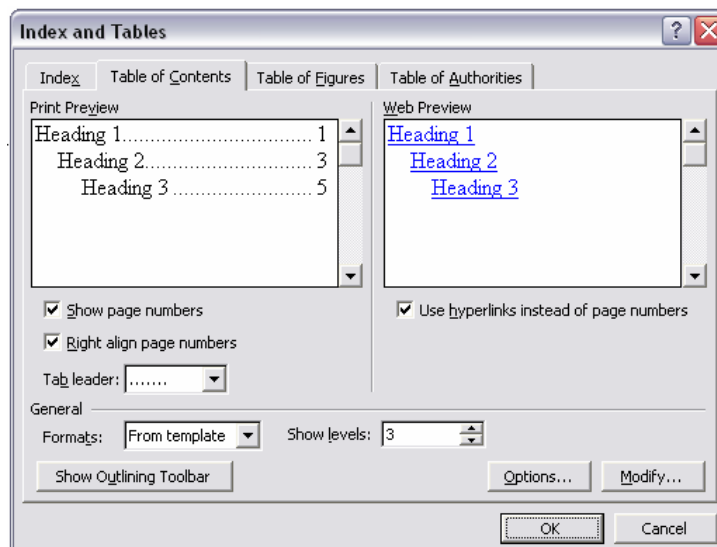 Index and Tables
Index Table of Contents Table of Figures Table of Authorities
Print Preview
Heading 1.................................. 1
Heading 2............................. 3
Heading 3 ........................ 5
Web Preview
Heading 1
Heading 2
Heading 3
Show page numbers
Use hyperlinks instead of page numbers
Right align page numbers
Tab leader: .......
General
Formats: From template Show levels: 3
Show Outlining Toolbar Options... Modify...
OK Cancel